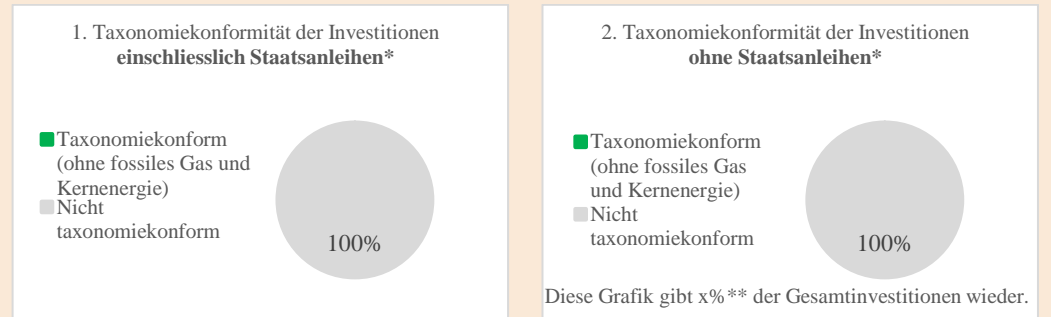 1. Taxonomiekonformität der Investitionen
einschliesslich Staatsanleihen*
Taxonomiekonform
(ohne fossiles Gas und
Kernenergie)
Nicht
taxonomiekonform
100%
2. Taxonomiekonformität der Investitionen
ohne Staatsanleihen*
Taxonomiekonform
(ohne fossiles Gas
und Kernenergie)
Nicht
taxonomiekonform
100%
Diese Grafik gibt x%** der Gesamtinvestitionen wieder.